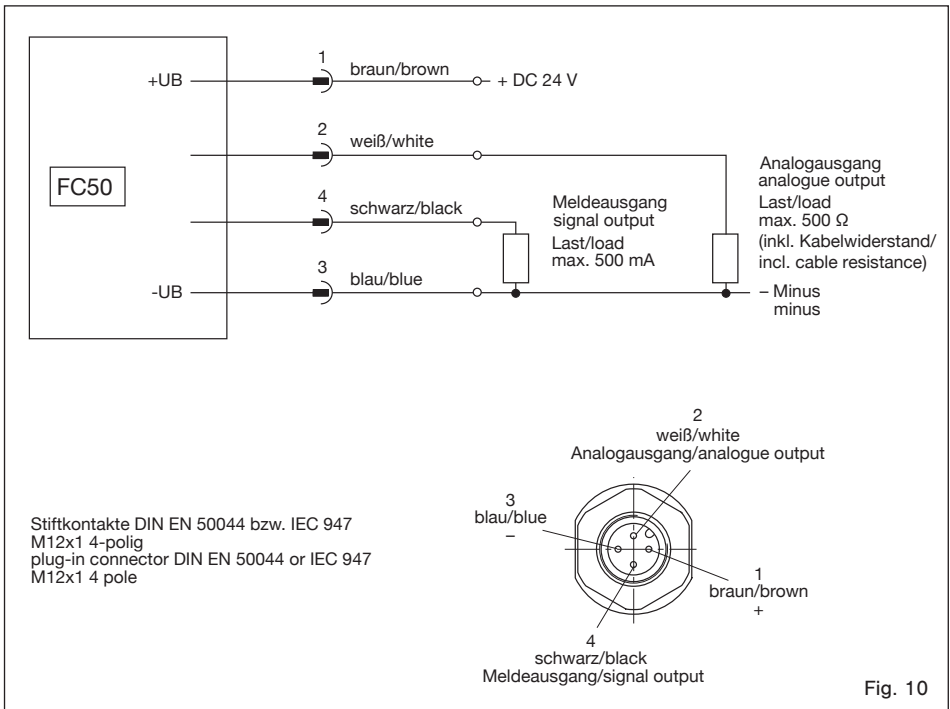 1
+UB
braun/brown
+ DC 24 V
2
weiß/white
FC50
4
schwarz/black
Meldeausgang
signal output
Last/load
max. 500 mA
Analogausgang
analogue output
Last/load
max. 500 Ω
(inkl. Kabelwiderstand/
incl. cable resistance)
3
-UB
blau/blue
– Minus
minus
2
weiß/white
Analogausgang/analogue output
3
blau/blue
–
Stiftkontakte DIN EN 50044 bzw. IEC 947
M12x1 4-polig
plug-in connector DIN EN 50044 or IEC 947
M12x1 4 pole
1
braun/brown
+
4
schwarz/black
Meldeausgang/signal output
Fig. 10